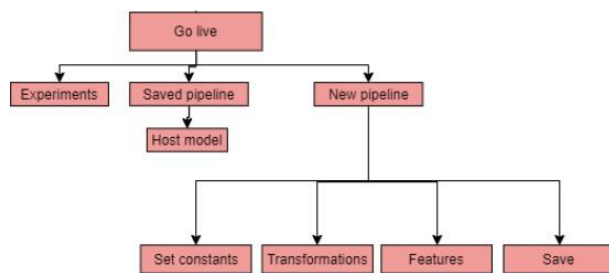 Go live
Experiments
Saved pipeline
New pipeline
Host model
Set constants
Transformations
Features
Save